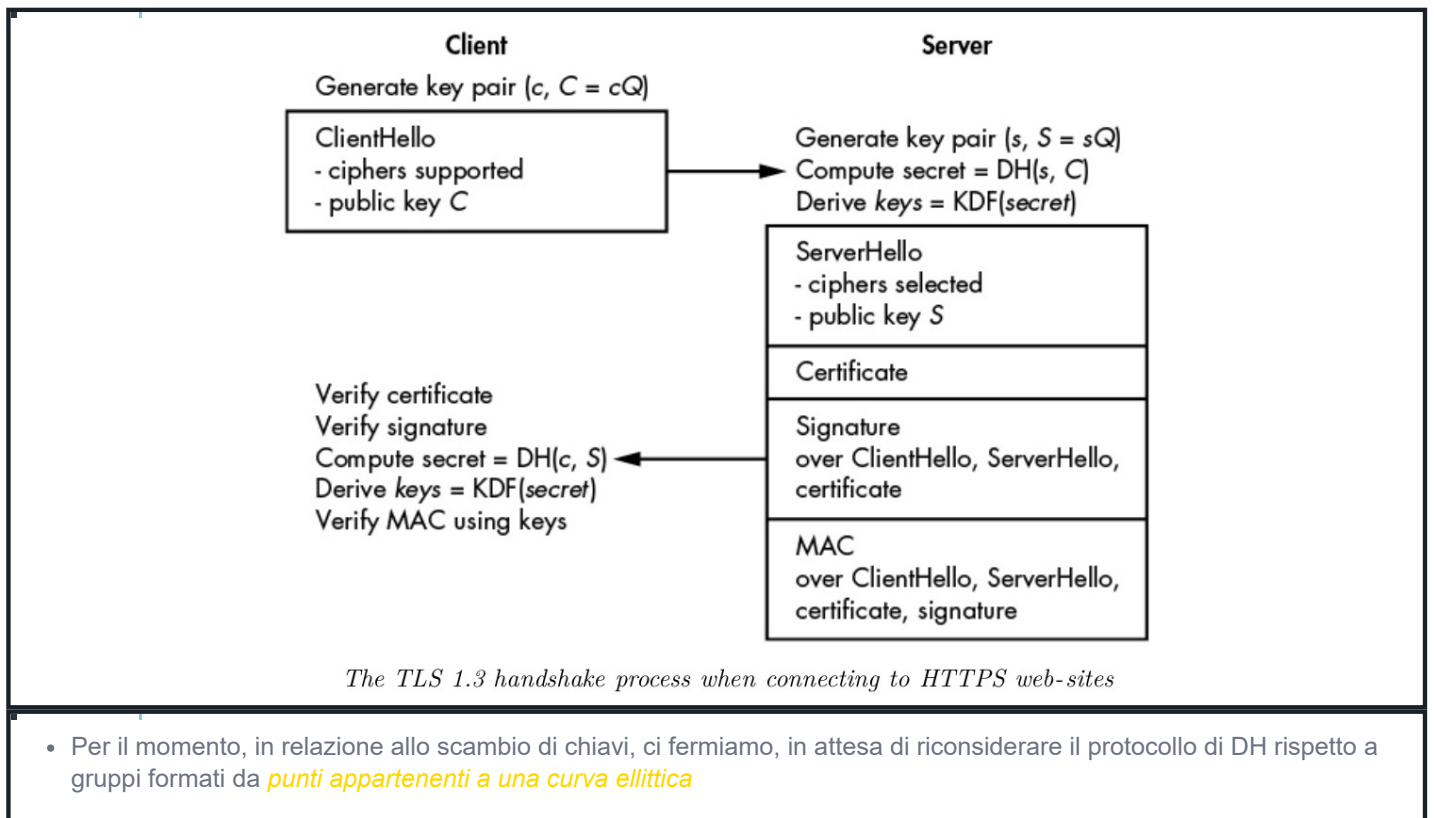 Client
Server
Generate key pair (c, C = cQ)
ClientHello
- ciphers supported
- public key C
Generate key pair (s, S = sQ)
Compute secret = DH(s, C)
Derive keys = KDF(secret)
ServerHello
- ciphers selected
- public key S
Certificate
Signature
over ClientHello, ServerHello,
certificate
MAC
over ClientHello, ServerHello,
certificate, signature
Verify certificate
Verify signature
Compute secret = DH(c, S)
Derive keys = KDF(secret)
Verify MAC using keys
The TLS 1.3 handshake process when connecting to HTTPS web-sites
• Per il momento, in relazione allo scambio di chiavi, ci fermiamo, in attesa di riconsiderare il protocollo di DH rispetto a
gruppi formati da punti appartenenti a una curva ellittica